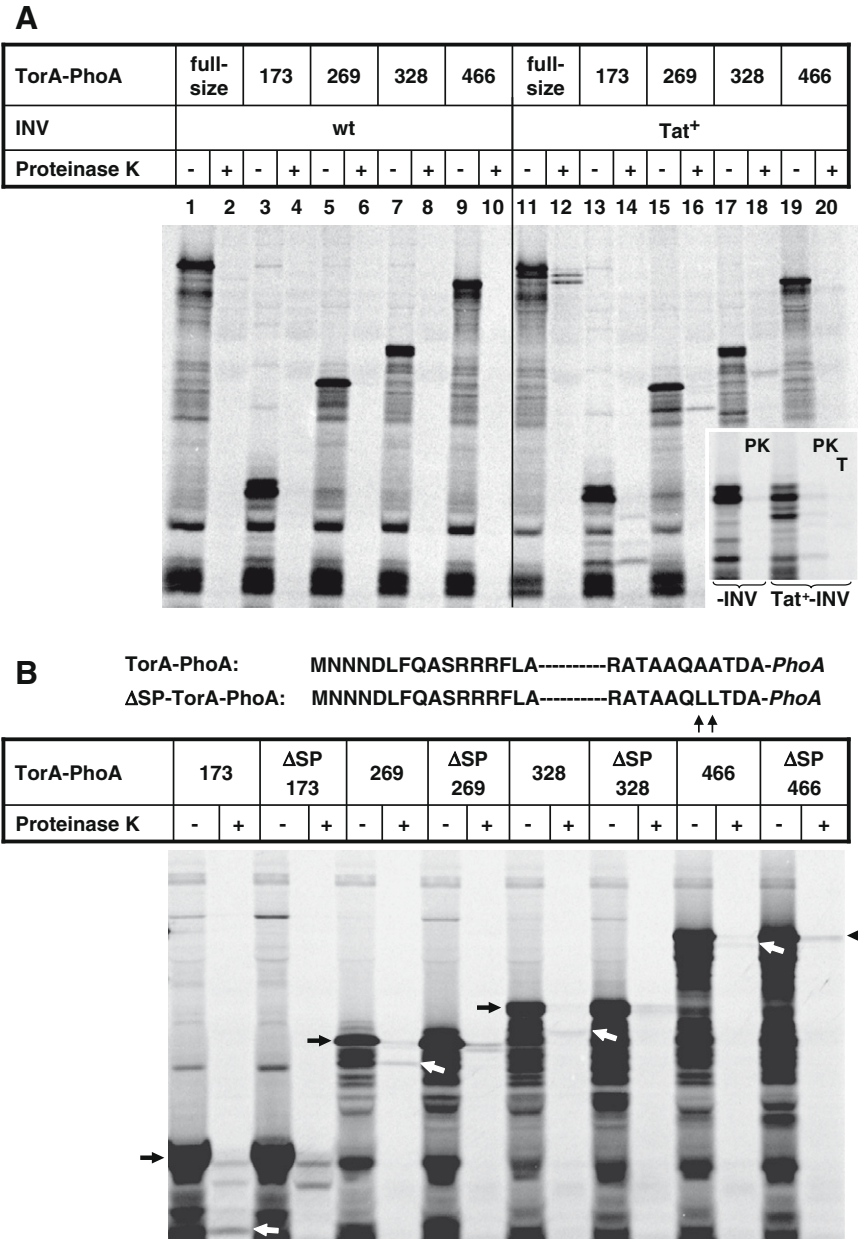 A
TorA-PhoA full-size 173 269 328 466 full-size 173 269 328 466
INV wt Tat+
Proteinase K - + - + - + - + - + - + - + - + - + - +
1 2 3 4 5 6 7 8 9 10 11 12 13 14 15 16 17 18 19 20
PK PK
T
-INV Tat+-INV
B
TorA-PhoA: MNNNDLFQASRRRFLA----------RATAAQAATDA-PhoA
ΔSP-TorA-PhoA: MNNNDLFQASRRRFLA----------RATAAQLLTDA-PhoA
TorA-PhoA 173 ΔSP 173 269 ΔSP 269 328 ΔSP 328 466 ΔSP 466
Proteinase K - + - + - + - + - + - + - + - +